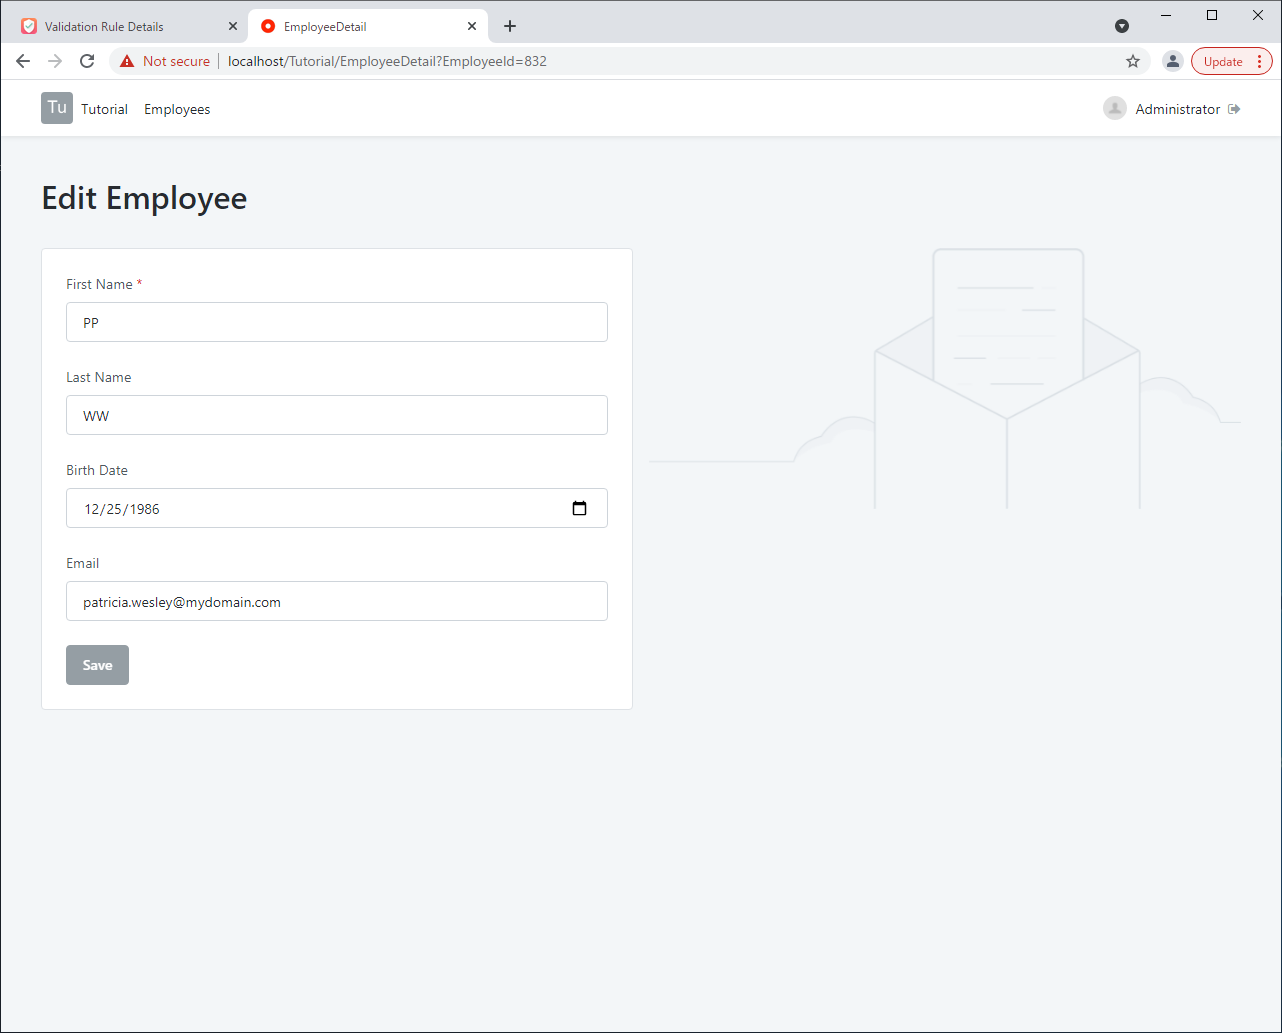 Validation Rule Details
EmployeeDetail
Not secure localhost/Tutorial/EmployeeDetail?EmployeeId=832
Update
Tu Tutorial Employees Administrator
Edit Employee
First Name *
PP
Last Name
WW
Birth Date
12/25/1986
Email
patricia.wesley@mydomain.com
Save